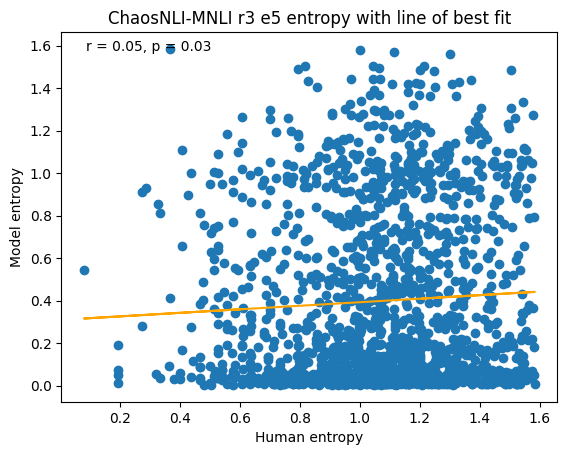 ChaosNLI-MNLI r3 e5 entropy with line of best fit
r = 0.05, p = 0.03
Model entropy
1.6
1.4
1.2
1.0
0.8
0.6
0.4
0.2
0.0
0.2 0.4 0.6 0.8 1.0 1.2 1.4 1.6
Human entropy